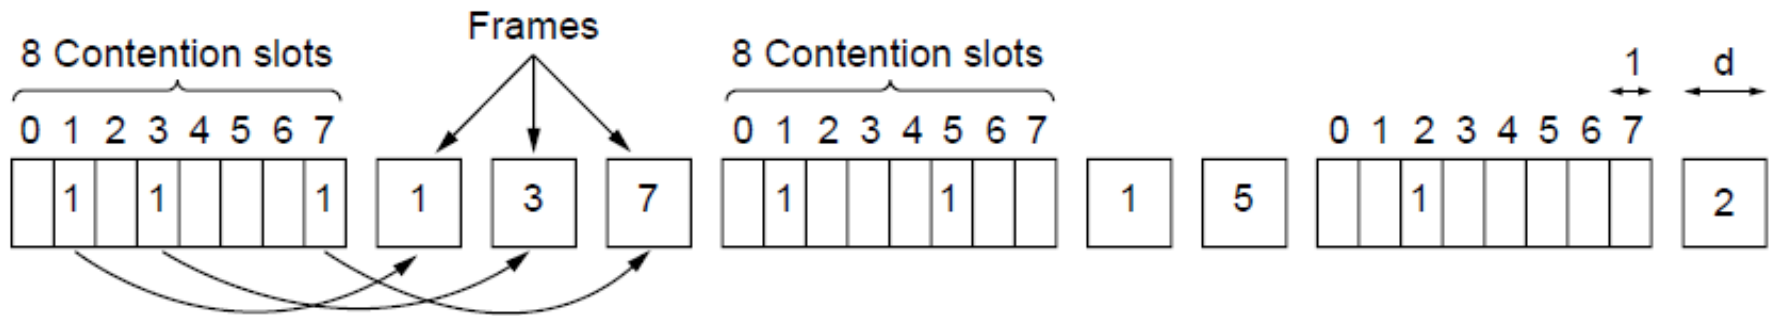 Frames
8 Contention slots 8 Contention slots 1 d
0 1 2 3 4 5 6 7 0 1 2 3 4 5 6 7 0 1 2 3 4 5 6 7
1 1 1 1 3 7 1 1 1 5 1 2